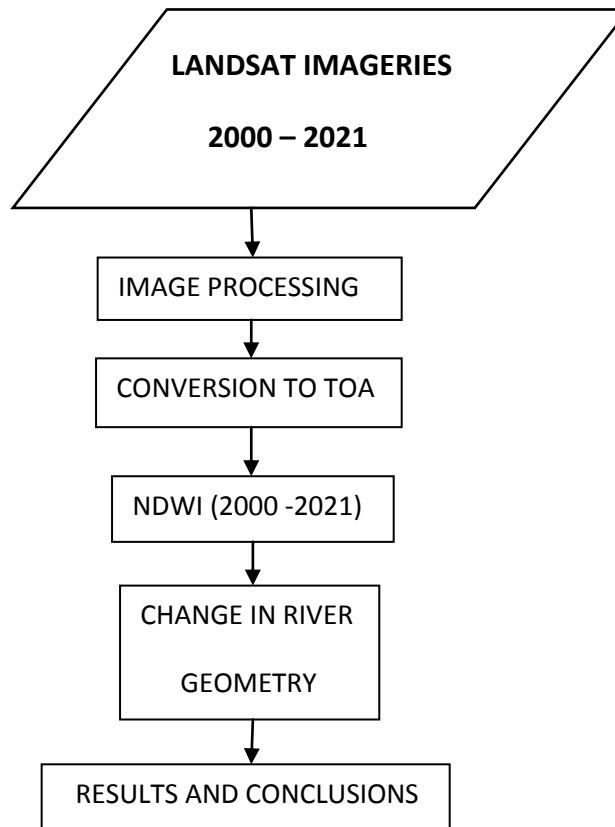 LANDSAT IMAGERIES
2000 – 2021
IMAGE PROCESSING
CONVERSION TO TOA
NDWI (2000 -2021)
CHANGE IN RIVER
GEOMETRY
RESULTS AND CONCLUSIONS